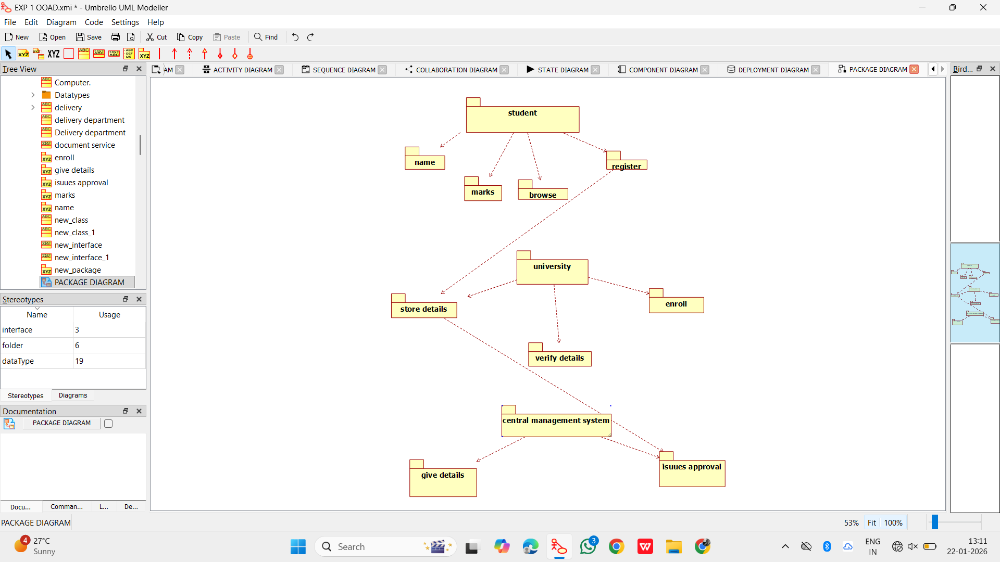 EXP 1 OOAD.xmi * - Umbrello UML Modeller
File Edit Diagram Code Settings Help
New Open Save Cut Copy Paste Find
Tree View
AM ACTIVITY DIAGRAM SEQUENCE DIAGRAM COLLABORATION DIAGRAM STATE DIAGRAM COMPONENT DIAGRAM DEPLOYMENT DIAGRAM PACKAGE DIAGRAM
Bird...
Computer.
Datatypes
delivery
delivery department
Delivery department
document service
enroll
give details
isuues approval
marks
name
new_class
new_class_1
new_interface
new_interface_1
new_package
PACKAGE DIAGRAM
Stereotypes
Name Usage
interface 3
folder 6
dataType 19
Stereotypes Diagrams
Documentation
PACKAGE DIAGRAM
Docu... Comman... L... De...
student
name
register
marks
browse
university
store details
enroll
verify details
central management system
give details
isuues approval
PACKAGE DIAGRAM
53% Fit 100%
4
27°C
Sunny
Search
3
ENG
IN
13:11
22-01-2026